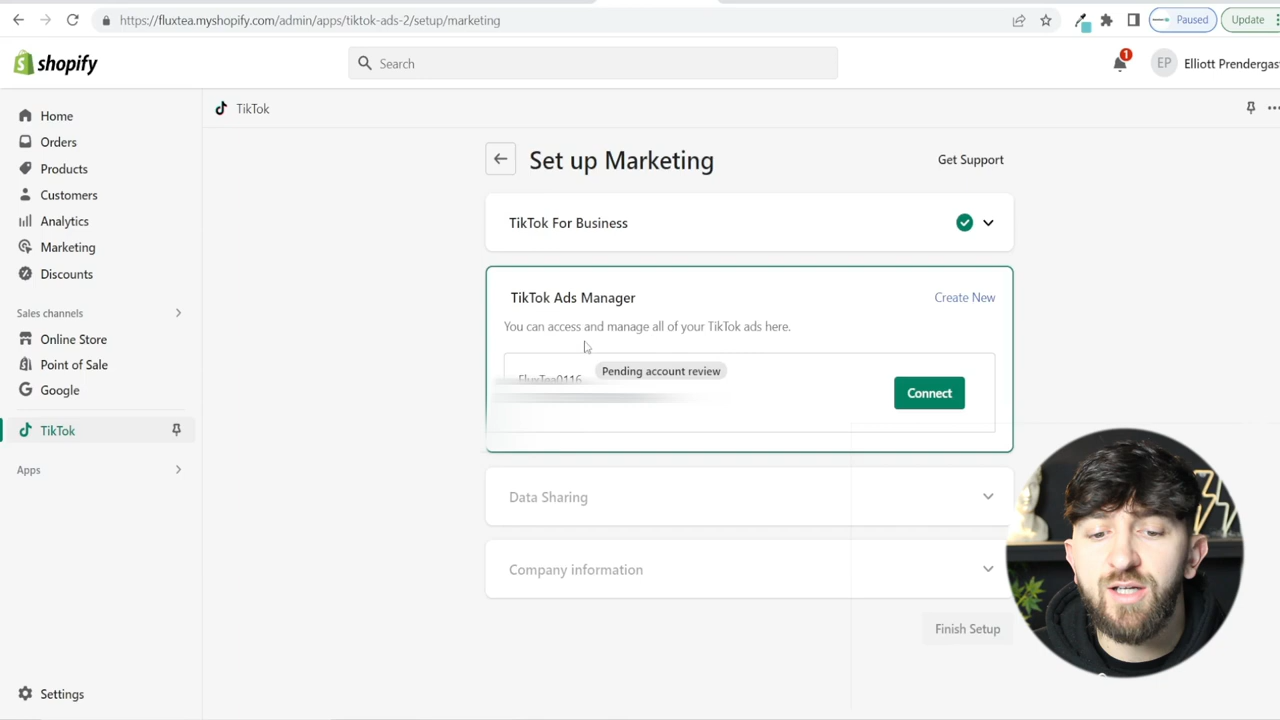 https://fluxtea.myshopify.com/admin/apps/tiktok-ads-2/setup/marketing
Paused
Update
shopify
Search
1
EP
Elliott Prendergas
Home
Orders
Products
Customers
Analytics
Marketing
Discounts
Sales channels
Online Store
Point of Sale
Google
TikTok
Apps
Settings
TikTok
Set up Marketing
Get Support
TikTok For Business
TikTok Ads Manager
Create New
You can access and manage all of your TikTok ads here.
FluxTea0116
Pending account review
Connect
Data Sharing
Company information
Finish Setup